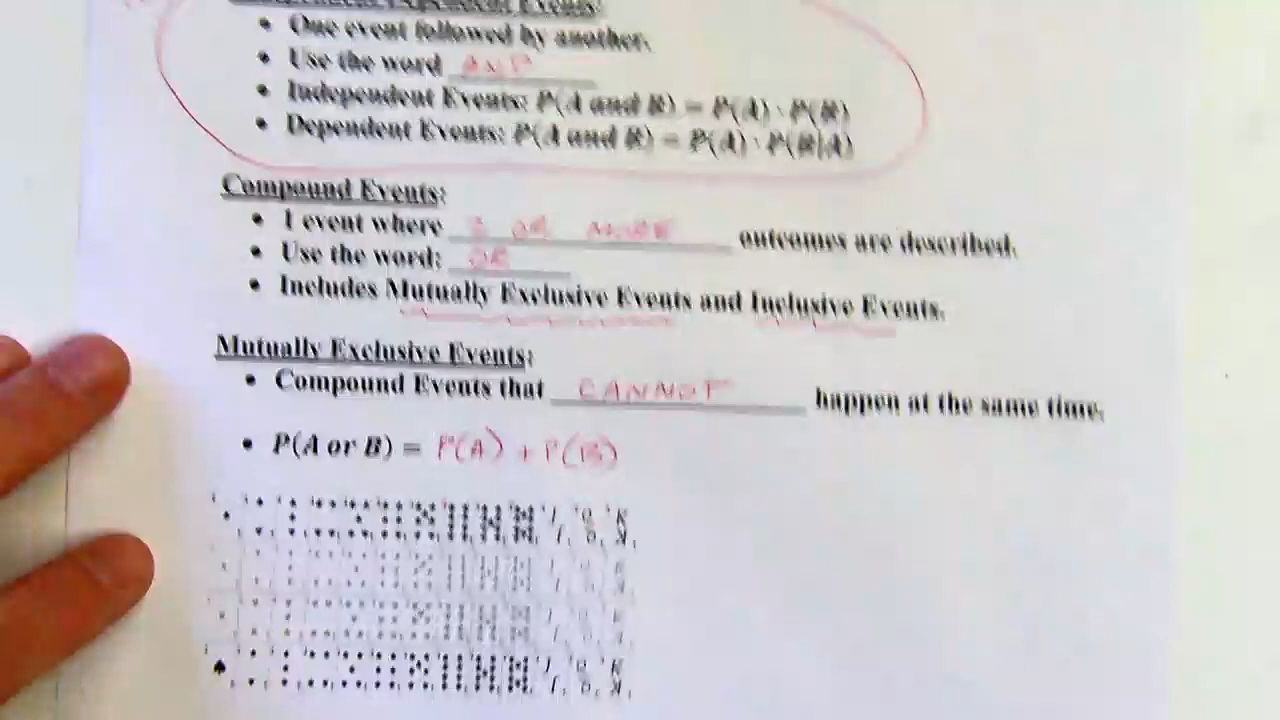 Dependent Events:
• One event followed by another.
• Use the word AND
• Independent Events: P(A and B) = P(A) · P(B)
• Dependent Events: P(A and B) = P(A) · P(B|A)
Compound Events:
• 1 event where 2 OR MORE outcomes are described.
• Use the word: OR
• Includes Mutually Exclusive Events and Inclusive Events.
Mutually Exclusive Events:
• Compound Events that CANNOT happen at the same time.
• P(A or B) = P(A) + P(B)